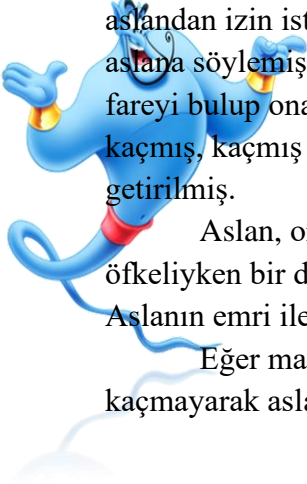 aslandan izin ist
aslana söylemiş
fareyi bulup ona
kaçmış, kaçmış
getirilmiş.
Aslan, o
öfkeliyken bir d
Aslanın emri ile
Eğer ma
kaçmayarak asla